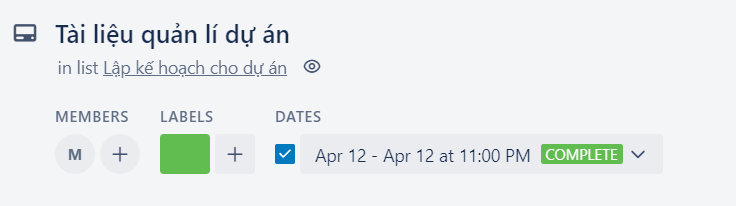 Tài liệu quản lí dự án
in list Lập kế hoạch cho dự án
MEMBERS LABELS DATES
M + + Apr 12 - Apr 12 at 11:00 PM COMPLETE